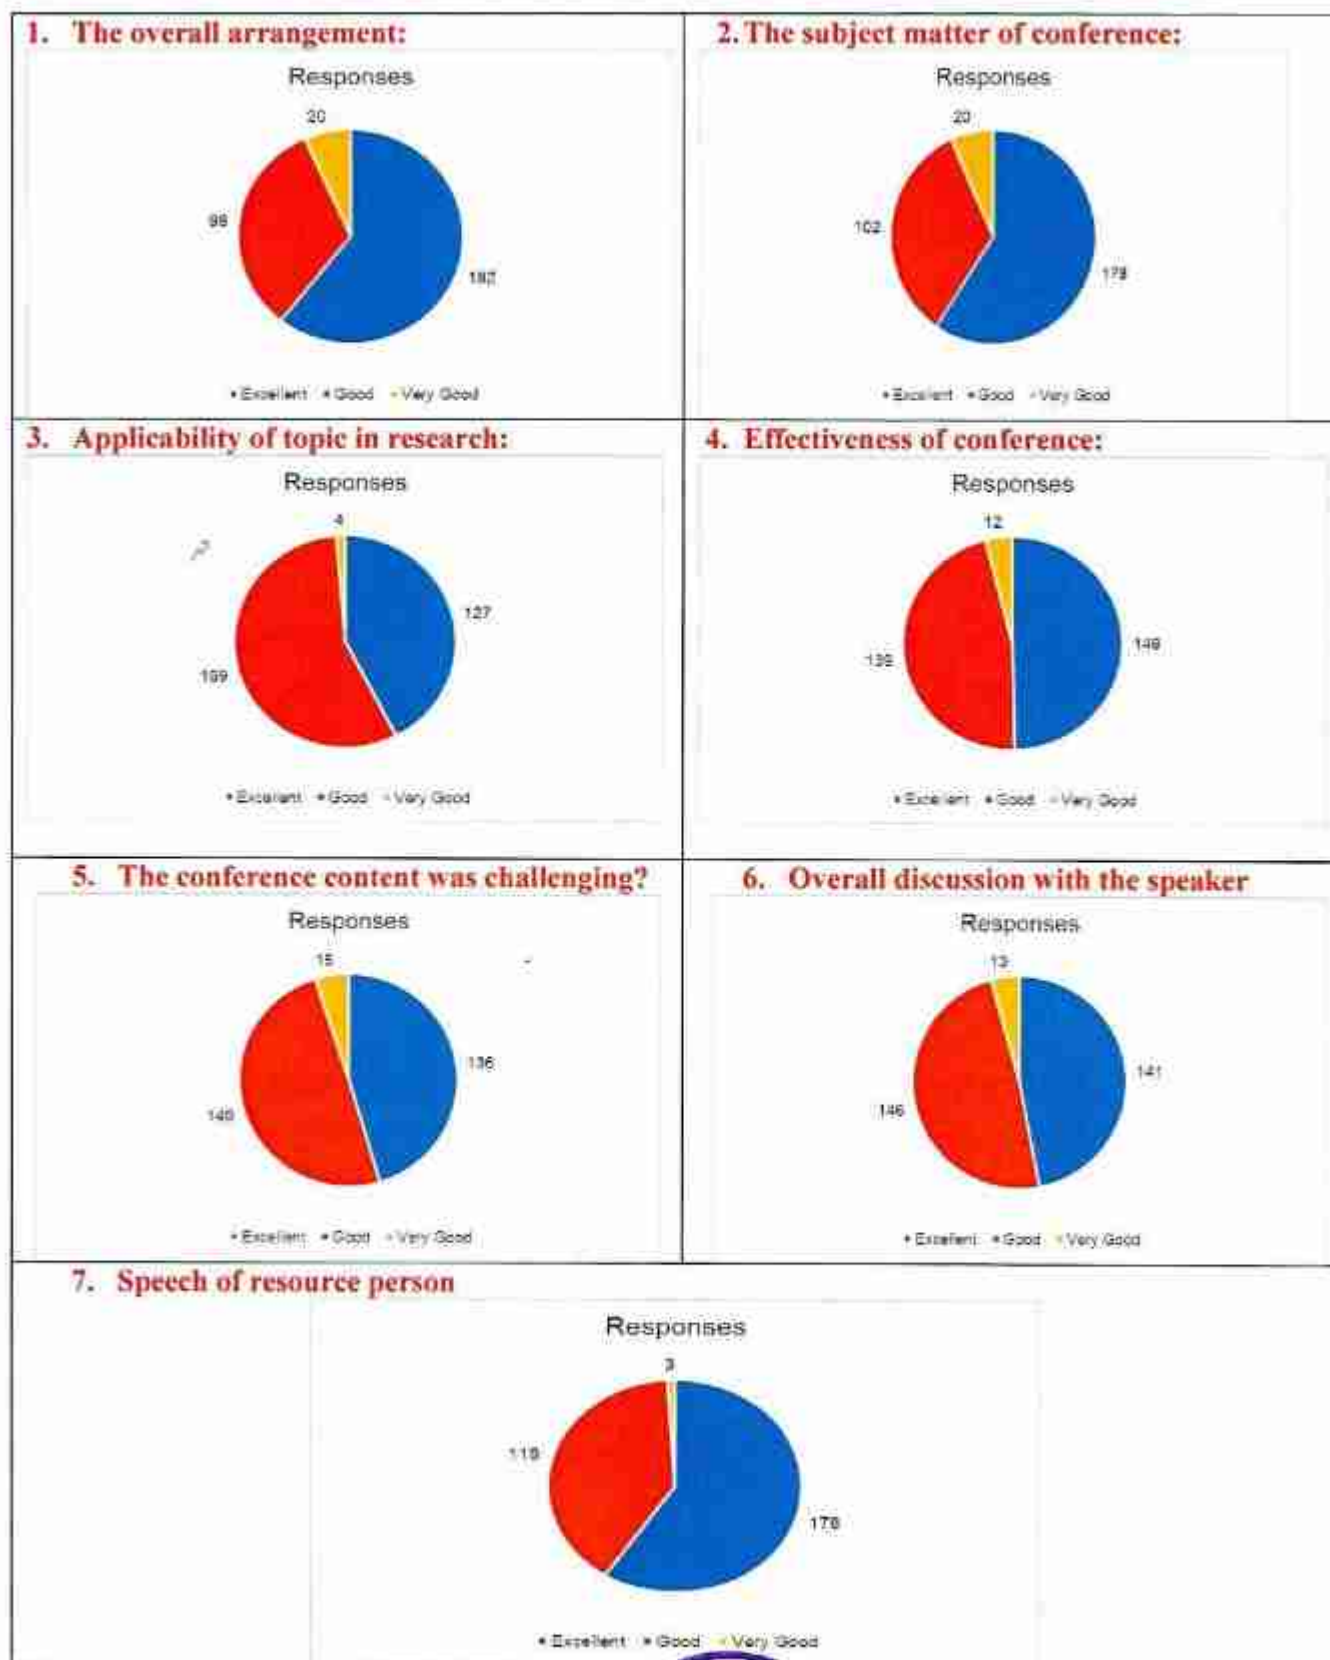 1. The overall arrangement:
Responses
20
98
182
• Excellent • Good • Very Good
2. The subject matter of conference:
Responses
20
102
178
• Excellent • Good • Very Good
3. Applicability of topic in research:
Responses
4
127
169
• Excellent • Good • Very Good
4. Effectiveness of conference:
Responses
12
149
139
• Excellent • Good • Very Good
5. The conference content was challenging?
Responses
15
136
149
• Excellent • Good • Very Good
6. Overall discussion with the speaker
Responses
13
141
146
• Excellent • Good • Very Good
7. Speech of resource person
Responses
3
119
178
• Excellent • Good • Very Good